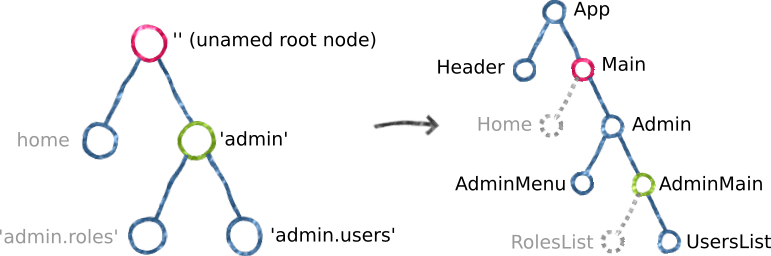 '' (unamed root node)
home
'admin'
'admin.roles'
'admin.users'
App
Header
Main
Home
Admin
AdminMenu
AdminMain
RolesList
UsersList